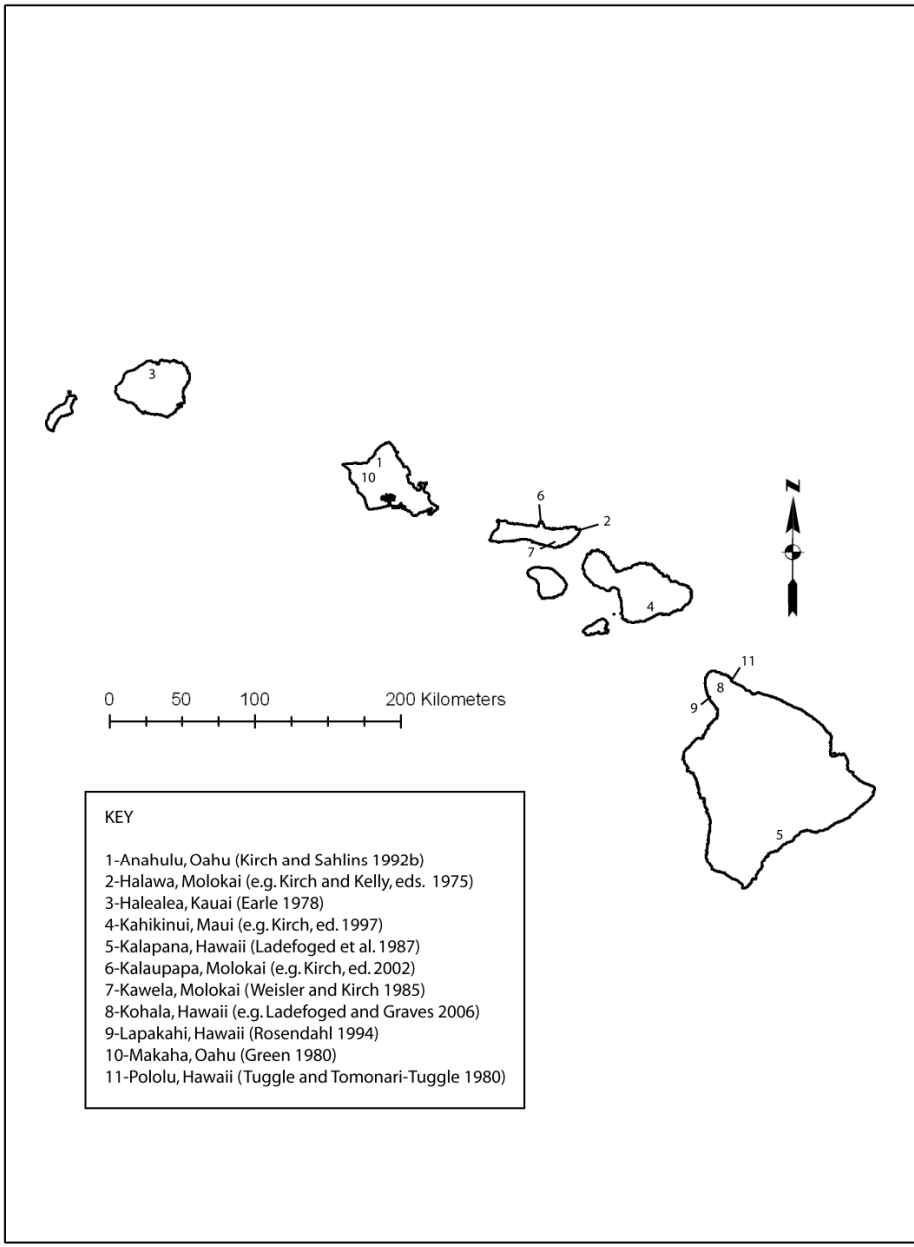 3
1
10
6
2
7
N
4
11
8
9
0 50 100 200 Kilometers
5
KEY
1-Anahulu, Oahu (Kirch and Sahlins 1992b)
2-Halawa, Molokai (e.g. Kirch and Kelly, eds. 1975)
3-Halealea, Kauai (Earle 1978)
4-Kahikinui, Maui (e.g. Kirch, ed. 1997)
5-Kalapana, Hawaii (Ladefoged et al. 1987)
6-Kalaupapa, Molokai (e.g. Kirch, ed. 2002)
7-Kawela, Molokai (Weisler and Kirch 1985)
8-Kohala, Hawaii (e.g. Ladefoged and Graves 2006)
9-Lapakahi, Hawaii (Rosendahl 1994)
10-Makaha, Oahu (Green 1980)
11-Pololu, Hawaii (Tuggle and Tomonari-Tuggle 1980)